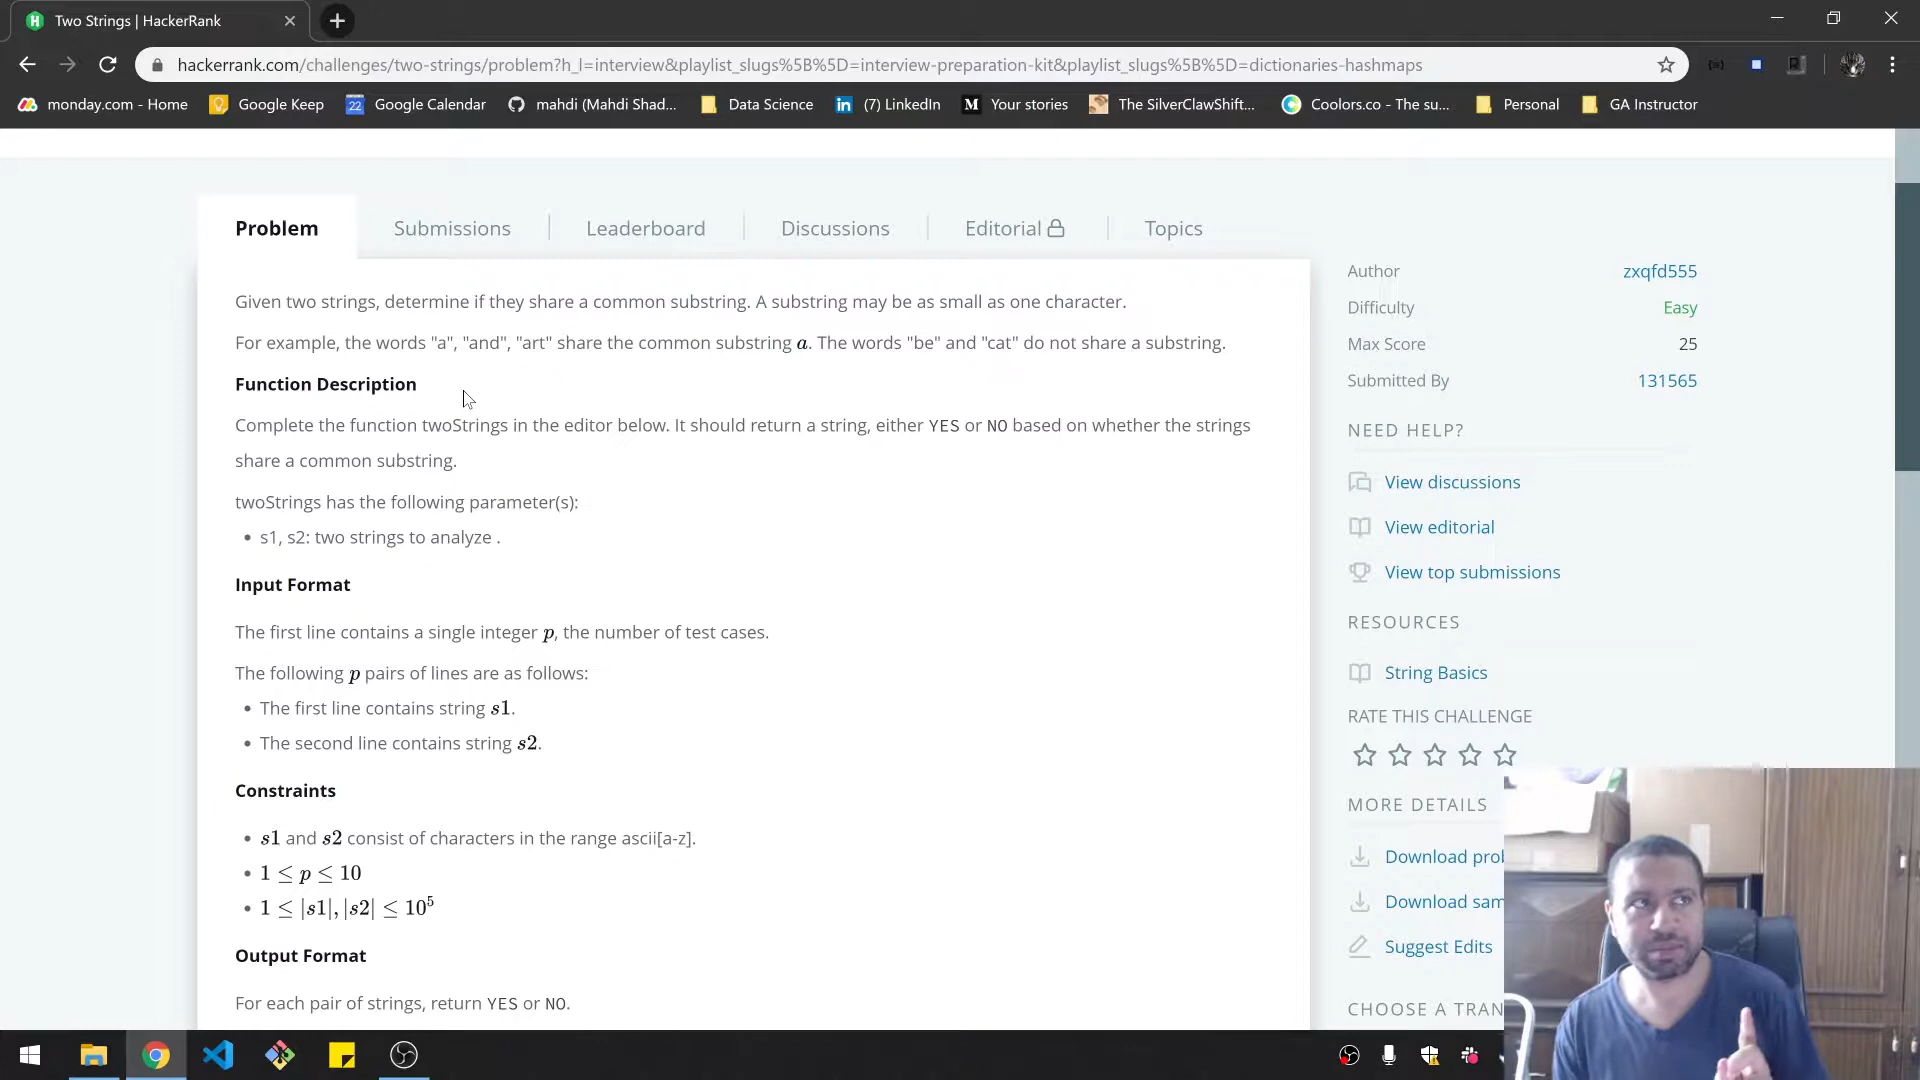 Two Strings | HackerRank
hackerrank.com/challenges/two-strings/problem?h_l=interview&playlist_slugs%5B%5D=interview-preparation-kit&playlist_slugs%5B%5D=dictionaries-hashmaps
monday.com - Home
Google Keep
22 Google Calendar
mahdi (Mahdi Shad...
Data Science
in (7) LinkedIn
M Your stories
The SilverClawShift...
Coolors.co - The su...
Personal
GA Instructor
Problem
Submissions
Leaderboard
Discussions
Editorial
Topics
Given two strings, determine if they share a common substring. A substring may be as small as one character.
For example, the words "a", "and", "art" share the common substring a. The words "be" and "cat" do not share a substring.
Function Description
Complete the function twoStrings in the editor below. It should return a string, either YES or NO based on whether the strings
share a common substring.
twoStrings has the following parameter(s):
• s1, s2: two strings to analyze .
Input Format
The first line contains a single integer p, the number of test cases.
The following p pairs of lines are as follows:
• The first line contains string s1.
• The second line contains string s2.
Constraints
• s1 and s2 consist of characters in the range ascii[a-z].
• 1 ≤ p ≤ 10
• 1 ≤ |s1|, |s2| ≤ 10⁵
Output Format
For each pair of strings, return YES or NO.
Author zxqfd555
Difficulty Easy
Max Score 25
Submitted By 131565
NEED HELP?
View discussions
View editorial
View top submissions
RESOURCES
String Basics
RATE THIS CHALLENGE
MORE DETAILS
Download prob
Download sam
Suggest Edits
CHOOSE A TRAN